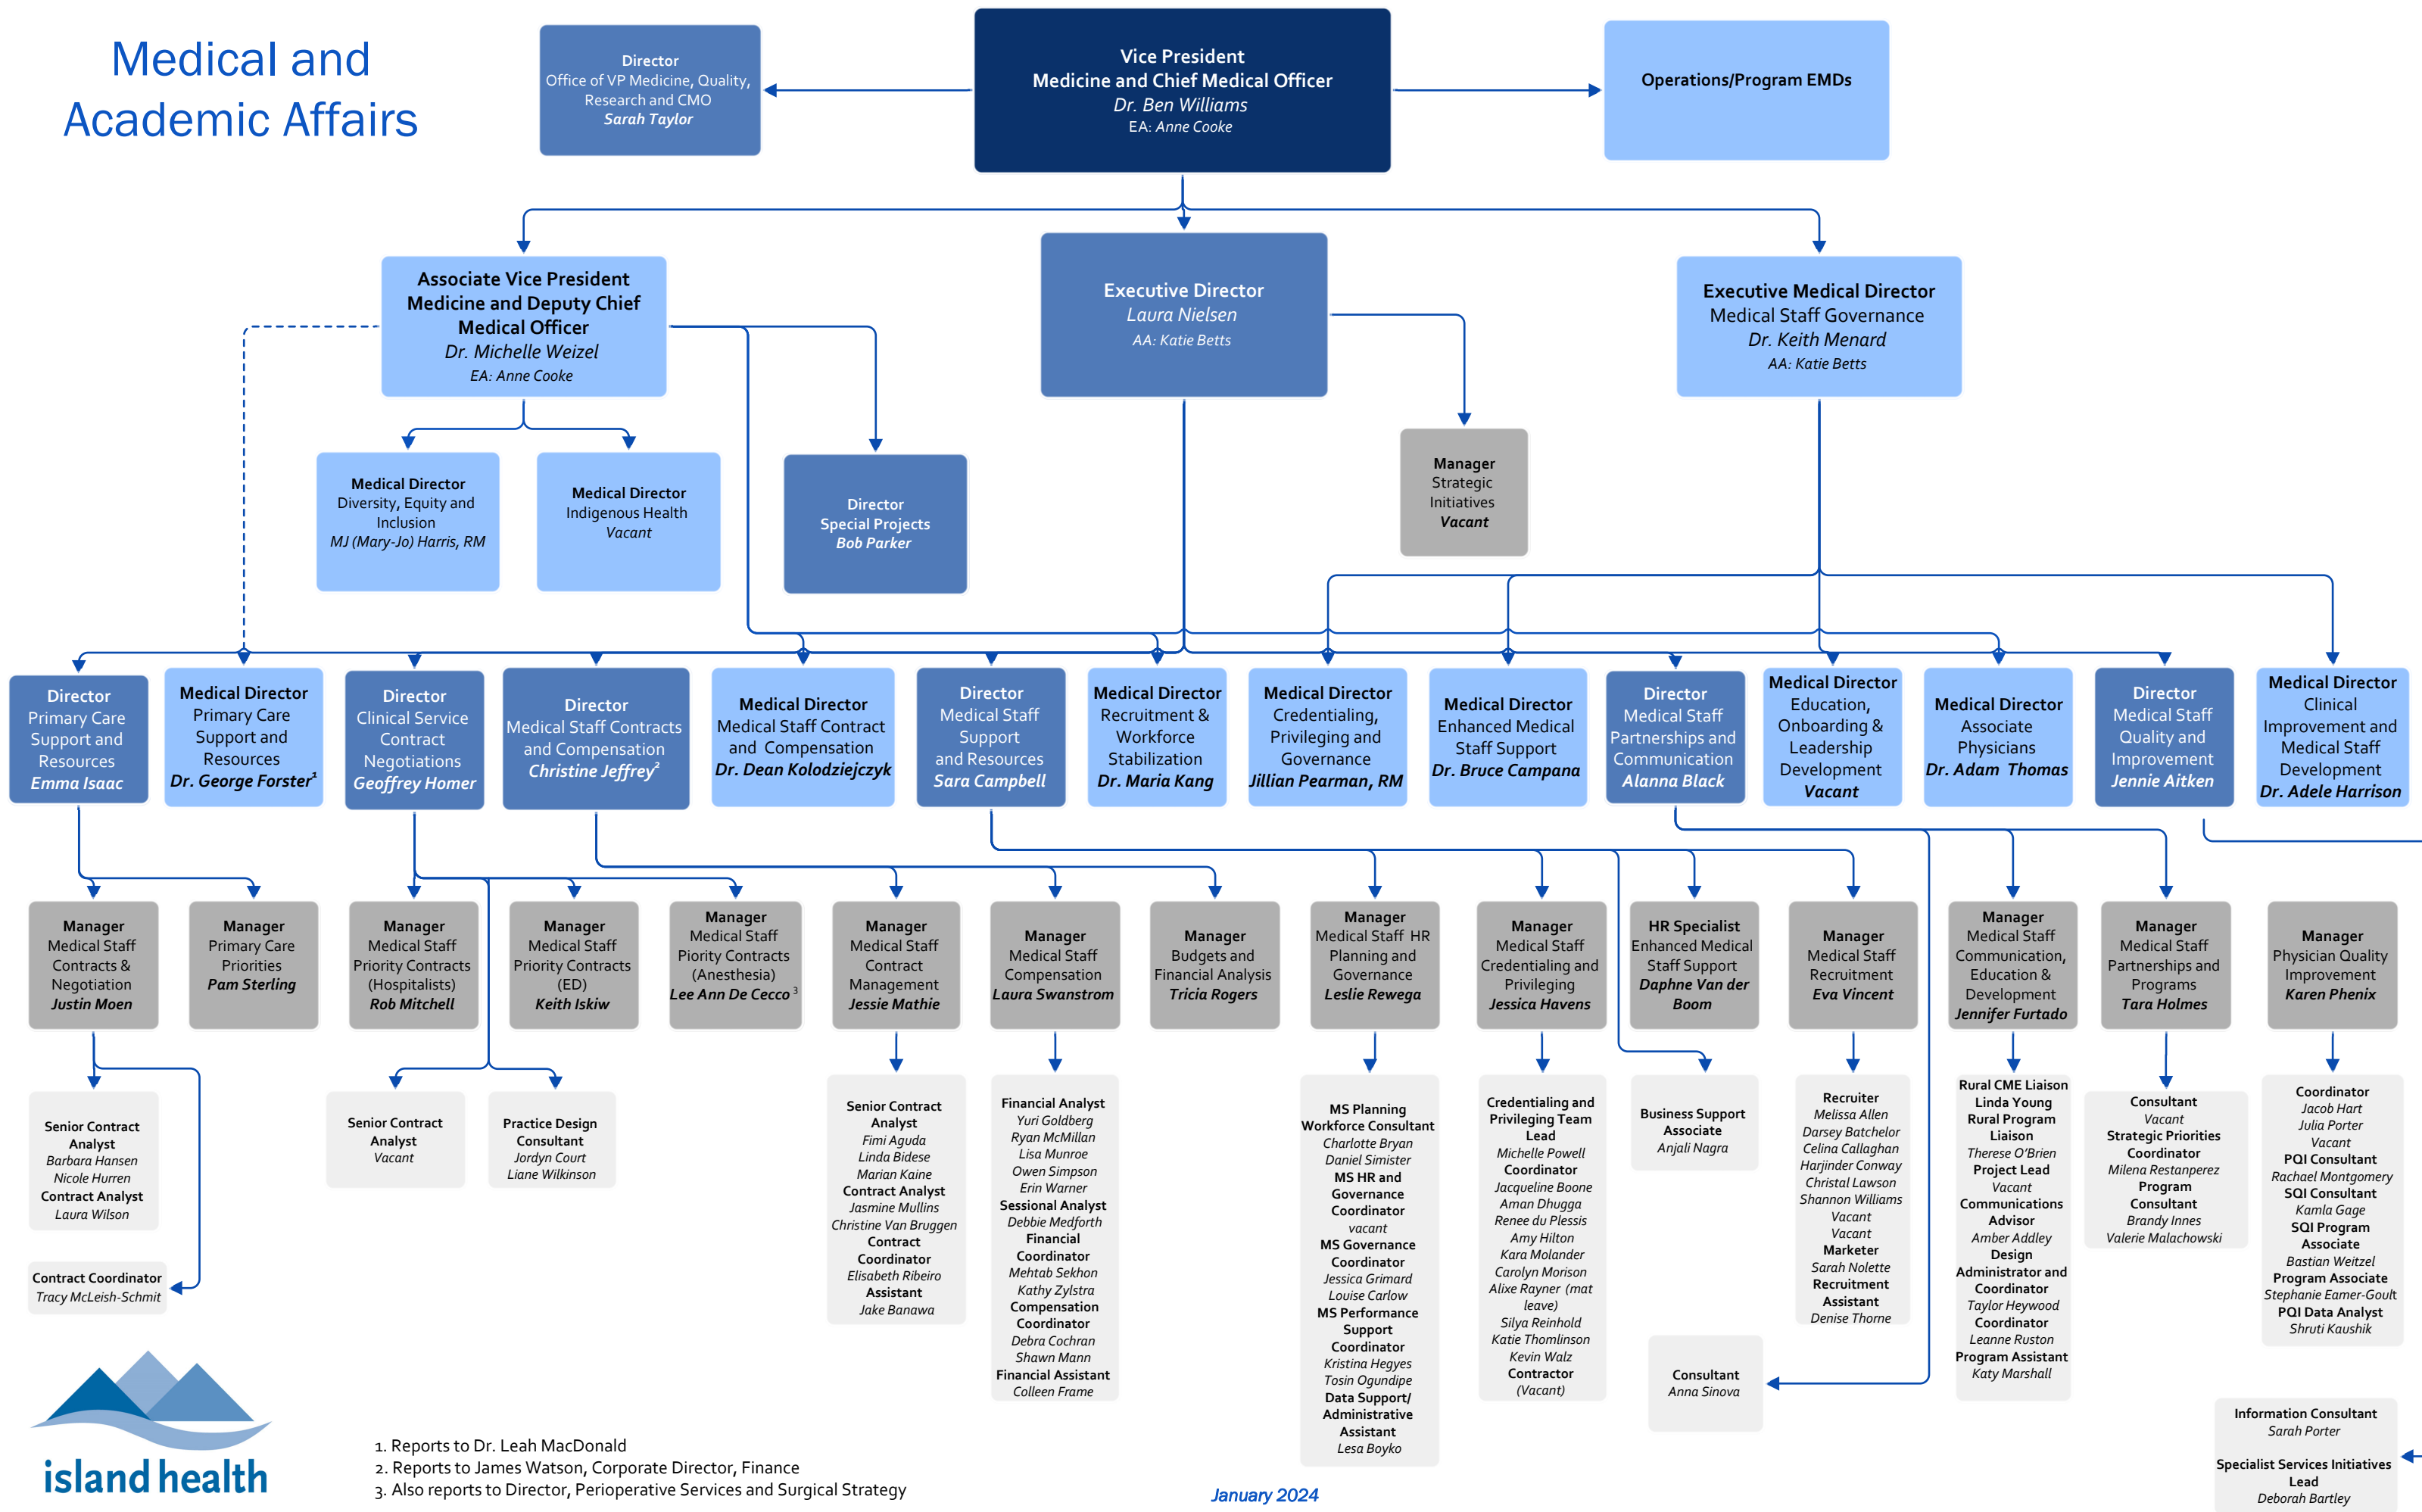 Medical and
Academic Affairs
Director
Office of VP Medicine, Quality,
Research and CMO
Sarah Taylor
Vice President
Medicine and Chief Medical Officer
Dr. Ben Williams
EA: Anne Cooke
Operations/Program EMDs
Associate Vice President
Medicine and Deputy Chief
Medical Officer
Dr. Michelle Weizel
EA: Anne Cooke
Executive Director
Laura Nielsen
AA: Katie Betts
Executive Medical Director
Medical Staff Governance
Dr. Keith Menard
AA: Katie Betts
Medical Director
Diversity, Equity and
Inclusion
MJ (Mary-Jo) Harris, RM
Medical Director
Indigenous Health
Vacant
Director
Special Projects
Bob Parker
Manager
Strategic
Initiatives
Vacant
Director
Primary Care
Support and
Resources
Emma Isaac
Medical Director
Primary Care
Support and
Resources
Dr. George Forster¹
Director
Clinical Service
Contract
Negotiations
Geoffrey Homer
Director
Medical Staff Contracts
and Compensation
Christine Jeffrey²
Medical Director
Medical Staff Contract
and Compensation
Dr. Dean Kolodziejczyk
Director
Medical Staff
Support
and Resources
Sara Campbell
Medical Director
Recruitment &
Workforce
Stabilization
Dr. Maria Kang
Medical Director
Credentialing,
Privileging and
Governance
Jillian Pearman, RM
Medical Director
Enhanced Medical
Staff Support
Dr. Bruce Campana
Director
Medical Staff
Partnerships and
Communication
Alanna Black
Medical Director
Education,
Onboarding &
Leadership
Development
Vacant
Medical Director
Associate
Physicians
Dr. Adam Thomas
Director
Medical Staff
Quality and
Improvement
Jennie Aitken
Medical Director
Clinical
Improvement and
Medical Staff
Development
Dr. Adele Harrison
Manager
Medical Staff
Contracts &
Negotiation
Justin Moen
Manager
Primary Care
Priorities
Pam Sterling
Manager
Medical Staff
Priority Contracts
(Hospitalists)
Rob Mitchell
Manager
Medical Staff
Priority Contracts
(ED)
Keith Iskiw
Manager
Medical Staff
Piority Contracts
(Anesthesia)
Lee Ann De Cecco ³
Manager
Medical Staff
Contract
Management
Jessie Mathie
Manager
Medical Staff
Compensation
Laura Swanstrom
Manager
Budgets and
Financial Analysis
Tricia Rogers
Manager
Medical Staff HR
Planning and
Governance
Leslie Rewega
Manager
Medical Staff
Credentialing and
Privileging
Jessica Havens
HR Specialist
Enhanced Medical
Staff Support
Daphne Van der
Boom
Manager
Medical Staff
Recruitment
Eva Vincent
Manager
Medical Staff
Communication,
Education &
Development
Jennifer Furtado
Manager
Medical Staff
Partnerships and
Programs
Tara Holmes
Manager
Physician Quality
Improvement
Karen Phenix
Senior Contract
Analyst
Barbara Hansen
Nicole Hurren
Contract Analyst
Laura Wilson
Contract Coordinator
Tracy McLeish-Schmit
Senior Contract
Analyst
Vacant
Practice Design
Consultant
Jordyn Court
Liane Wilkinson
Senior Contract
Analyst
Fimi Aguda
Linda Bidese
Marian Kaine
Contract Analyst
Jasmine Mullins
Christine Van Bruggen
Contract
Coordinator
Elisabeth Ribeiro
Assistant
Jake Banawa
Financial Analyst
Yuri Goldberg
Ryan McMillan
Lisa Munroe
Owen Simpson
Erin Warner
Sessional Analyst
Debbie Medforth
Financial
Coordinator
Mehtab Sekhon
Kathy Zylstra
Compensation
Coordinator
Debra Cochran
Shawn Mann
Financial Assistant
Colleen Frame
MS Planning
Workforce Consultant
Charlotte Bryan
Daniel Simister
MS HR and
Governance
Coordinator
vacant
MS Governance
Coordinator
Jessica Grimard
Louise Carlow
MS Performance
Support
Coordinator
Kristina Hegyes
Tosin Ogundipe
Data Support/
Administrative
Assistant
Lesa Boyko
Credentialing and
Privileging Team
Lead
Michelle Powell
Coordinator
Jacqueline Boone
Aman Dhugga
Renee du Plessis
Amy Hilton
Kara Molander
Carolyn Morison
Alixe Rayner (mat
leave)
Silya Reinhold
Katie Thomlinson
Kevin Walz
Contractor
(Vacant)
Business Support
Associate
Anjali Nagra
Consultant
Anna Sinova
Recruiter
Melissa Allen
Darsey Batchelor
Celina Callaghan
Harjinder Conway
Christal Lawson
Shannon Williams
Vacant
Vacant
Marketer
Sarah Nolette
Recruitment
Assistant
Denise Thorne
Rural CME Liaison
Linda Young
Rural Program
Liaison
Therese O'Brien
Project Lead
Vacant
Communications
Advisor
Amber Addley
Design
Administrator and
Coordinator
Taylor Heywood
Coordinator
Leanne Ruston
Program Assistant
Katy Marshall
Consultant
Vacant
Strategic Priorities
Coordinator
Milena Restanperez
Program
Consultant
Brandy Innes
Valerie Malachowski
Coordinator
Jacob Hart
Julia Porter
Vacant
PQI Consultant
Rachael Montgomery
SQI Consultant
Kamla Gage
SQI Program
Associate
Bastian Weitzel
Program Associate
Stephanie Eamer-Goult
PQI Data Analyst
Shruti Kaushik
Information Consultant
Sarah Porter
Specialist Services Initiatives
Lead
Deborah Bartley
island health
1. Reports to Dr. Leah MacDonald
2. Reports to James Watson, Corporate Director, Finance
3. Also reports to Director, Perioperative Services and Surgical Strategy
January 2024